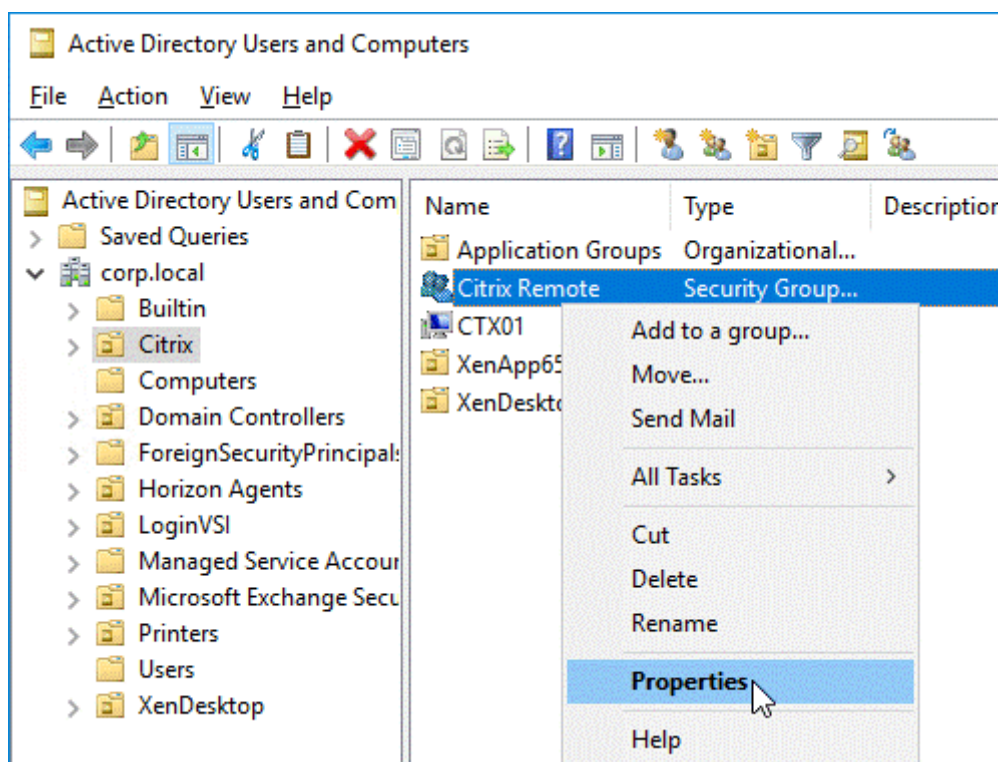 Active Directory Users and Computers
File Action View Help
Active Directory Users and Com
Saved Queries
corp.local
Builtin
Citrix
Computers
Domain Controllers
ForeignSecurityPrincipals
Horizon Agents
LoginVSI
Managed Service Accour
Microsoft Exchange Secu
Printers
Users
XenDesktop
Name Type Description
Application Groups Organizational...
Citrix Remote Security Group...
CTX01
XenApp65
XenDeskto
Add to a group...
Move...
Send Mail
All Tasks
Cut
Delete
Rename
Properties
Help